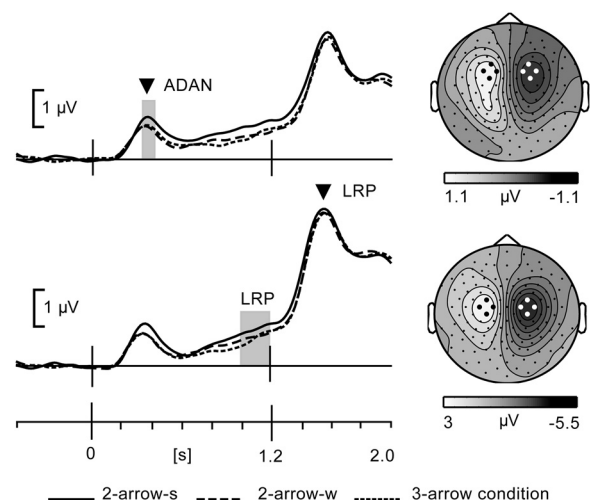 ADAN
1 μV
1.1 μV -1.1
LRP
LRP
1 μV
3 μV -5.5
0 [s] 1.2 2.0
2-arrow-s 2-arrow-w 3-arrow condition